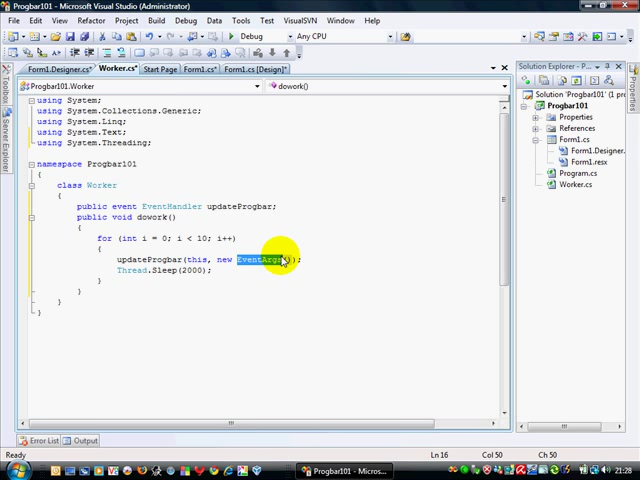 Progbar101 - Microsoft Visual Studio (Administrator)
File Edit View Refactor Project Build Debug Data Tools Test VisualSVN Window Help
Debug Any CPU
Form1.Designer.cs* Worker.cs* Start Page Form1.cs* Form1.cs [Design]*
Progbar101.Worker dowork()
Toolbox
Server Explorer
using System;
using System.Collections.Generic;
using System.Linq;
using System.Text;
using System.Threading;
namespace Progbar101
{
class Worker
{
public event EventHandler updateProgbar;
public void dowork()
{
for (int i = 0; i < 10; i++)
{
updateProgbar(this, new EventArgs());
Thread.Sleep(2000);
}
}
}
}
Solution Explorer - Progbar101
Solution 'Progbar101' (1 pr
Progbar101
Properties
References
Form1.cs
Form1.Designer.
Form1.resx
Program.cs
Worker.cs
Properties
Error List Output
Ready Ln 16 Col 50 Ch 50
Progbar101 - Micros... 21:28